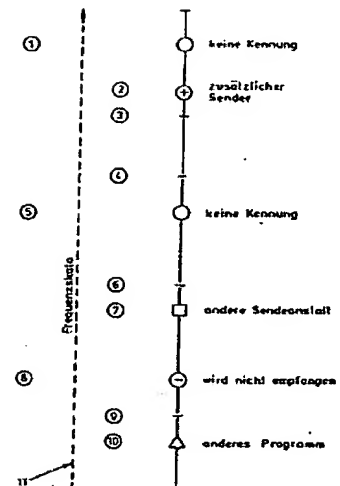 ① keine Kennung
② zusätzlicher
Sender
③
④
⑤ keine Kennung
⑥
Frequenzskala
⑦ andere Sendeanstalt
⑧ wird nicht empfangen
⑨
⑩ anderes Programm
11